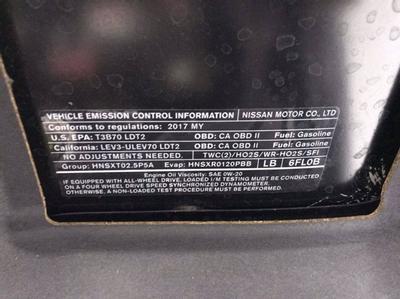 VEHICLE EMISSION CONTROL INFORMATION NISSAN MOTOR CO., LTD
Conforms to regulations: 2017 MY
U.S. EPA: T3B70 LDT2 OBD: CA OBD II Fuel: Gasoline
California: LEV3-ULEV70 LDT2 OBD: CA OBD II Fuel: Gasoline
NO ADJUSTMENTS NEEDED. TWC(2)/HO2S/WR-HO2S/SFI
Group: HNSXT02.5P5A Evap: HNSXR0120PBB LB 6FL0B
Engine Oil Viscosity: SAE 0W-20
IF EQUIPPED WITH ALL-WHEEL DRIVE, LOADED I/M TESTING MUST BE CONDUCTED
ON A FOUR WHEEL DRIVE SPEED SYNCHRONIZED DYNAMOMETER.
OTHERWISE, A NON-LOADED TEST PROCEDURE MUST BE USED.